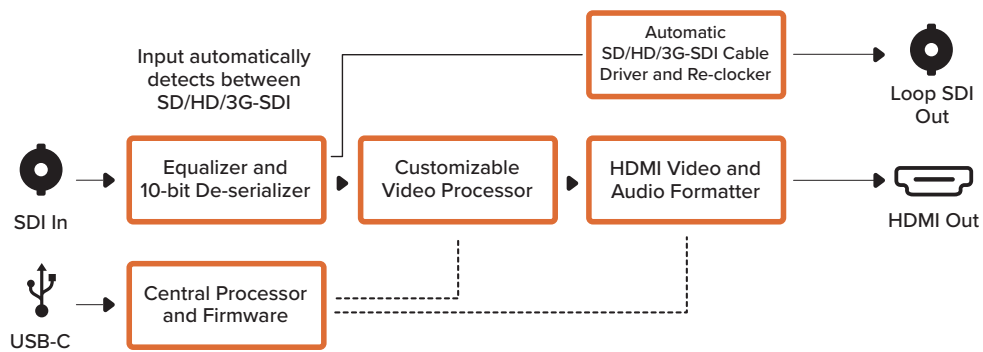 Input automatically
detects between
SD/HD/3G-SDI
Automatic
SD/HD/3G-SDI Cable
Driver and Re-clocker
Loop SDI
Out
SDI In
Equalizer and
10-bit De-serializer
Customizable
Video Processor
HDMI Video and
Audio Formatter
HDMI Out
USB-C
Central Processor
and Firmware